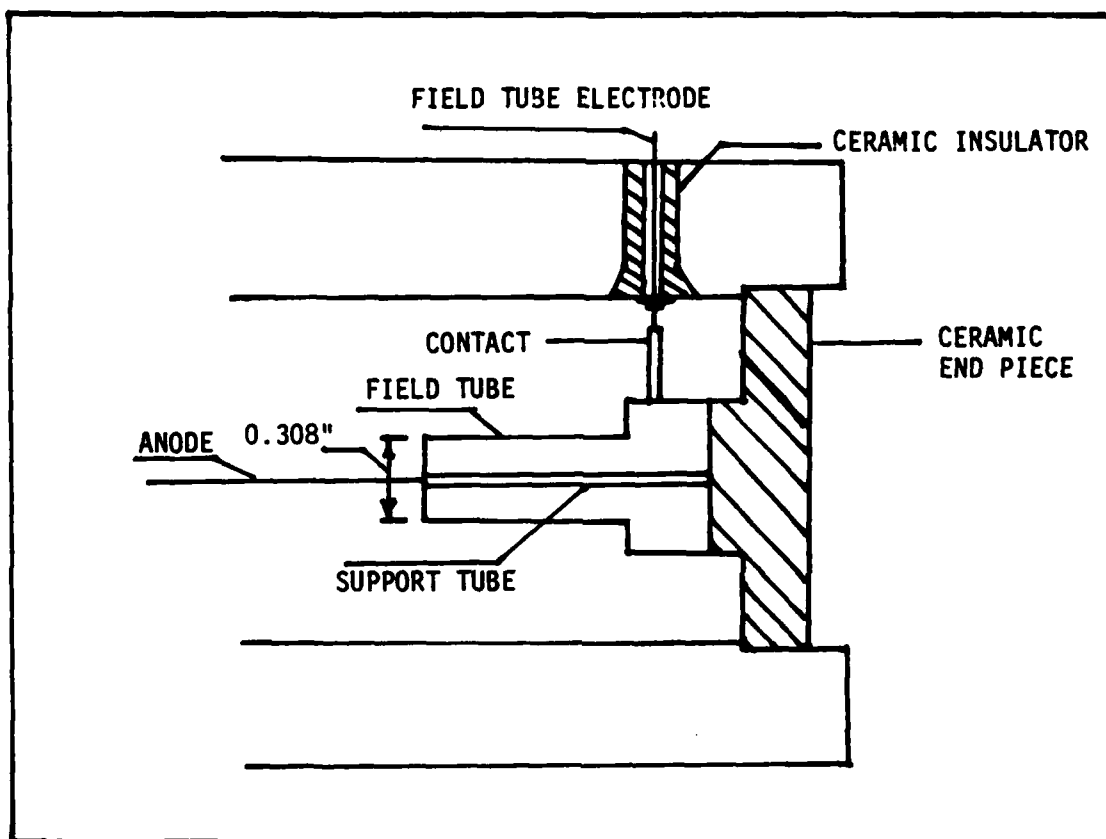 FIELD TUBE ELECTRODE
CERAMIC INSULATOR
CONTACT
CERAMIC
END PIECE
FIELD TUBE
ANODE
0.308"
SUPPORT TUBE